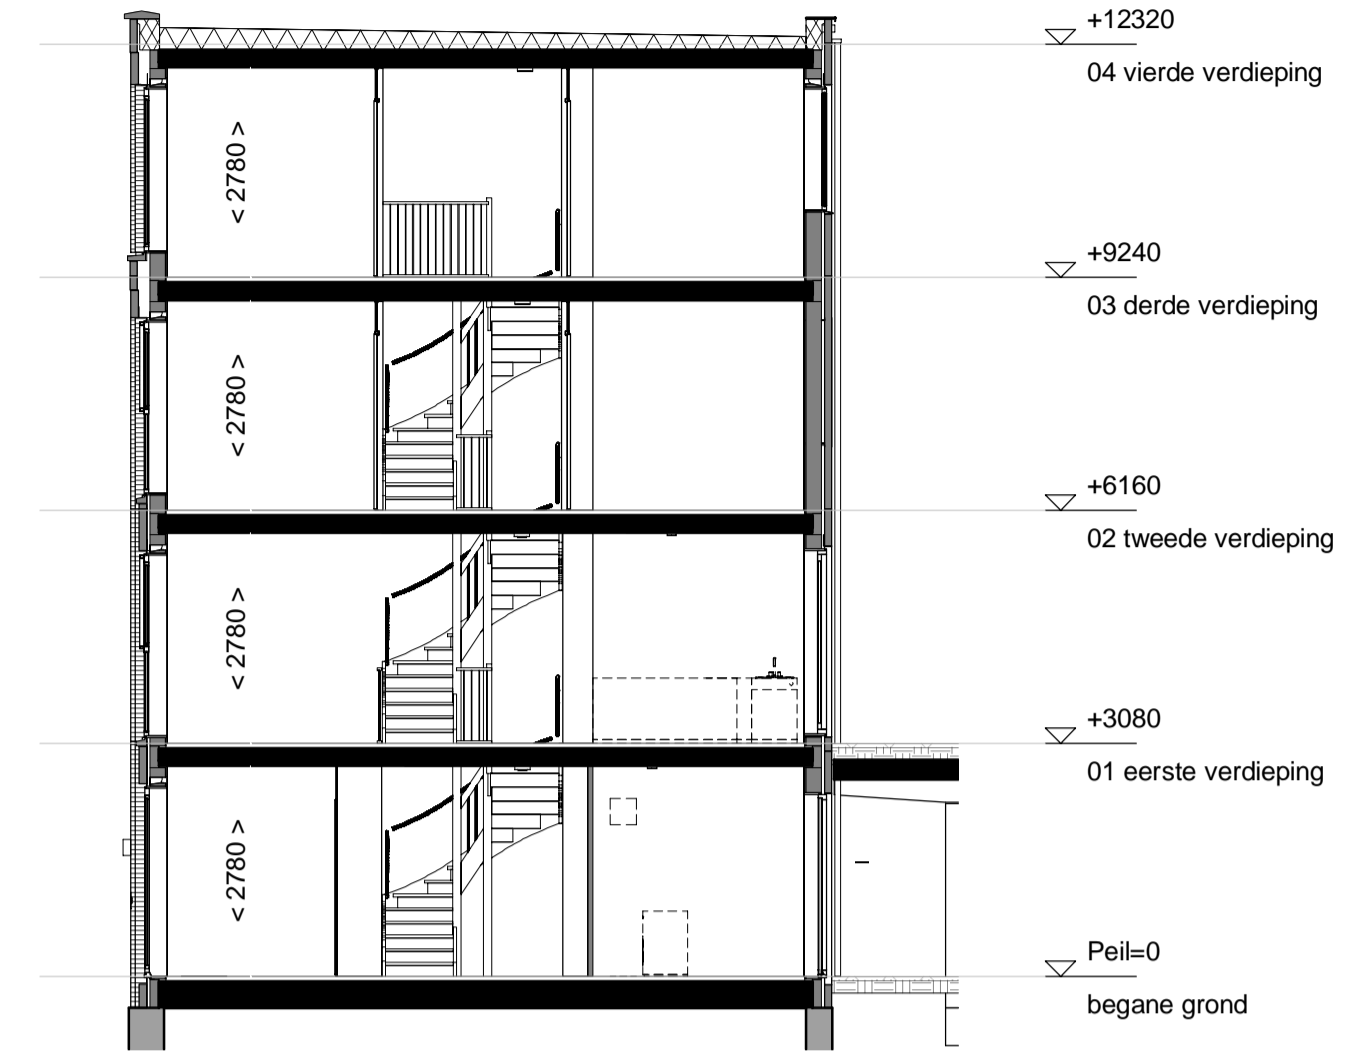 +12320
04 vierde verdieping
< 2780 >
+9240
03 derde verdieping
< 2780 >
+6160
02 tweede verdieping
< 2780 >
+3080
01 eerste verdieping
< 2780 >
Peil=0
begane grond